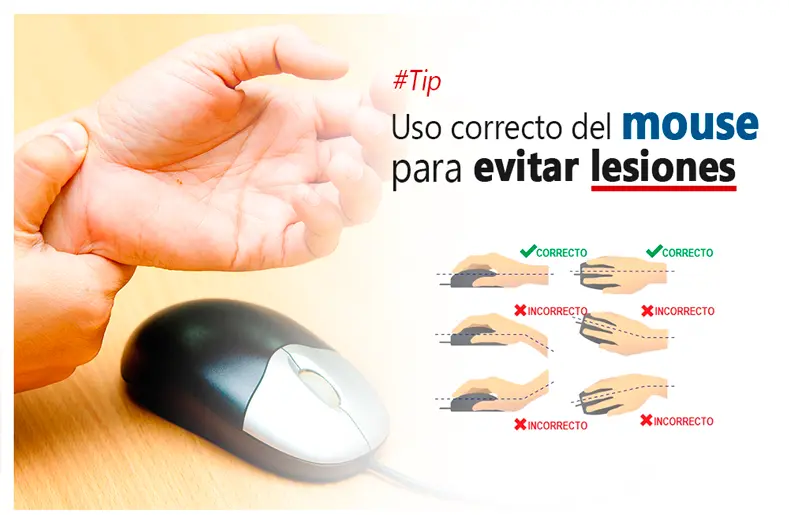 #Tip
Uso correcto del mouse
para evitar lesiones
CORRECTO
CORRECTO
INCORRECTO
INCORRECTO
INCORRECTO
INCORRECTO